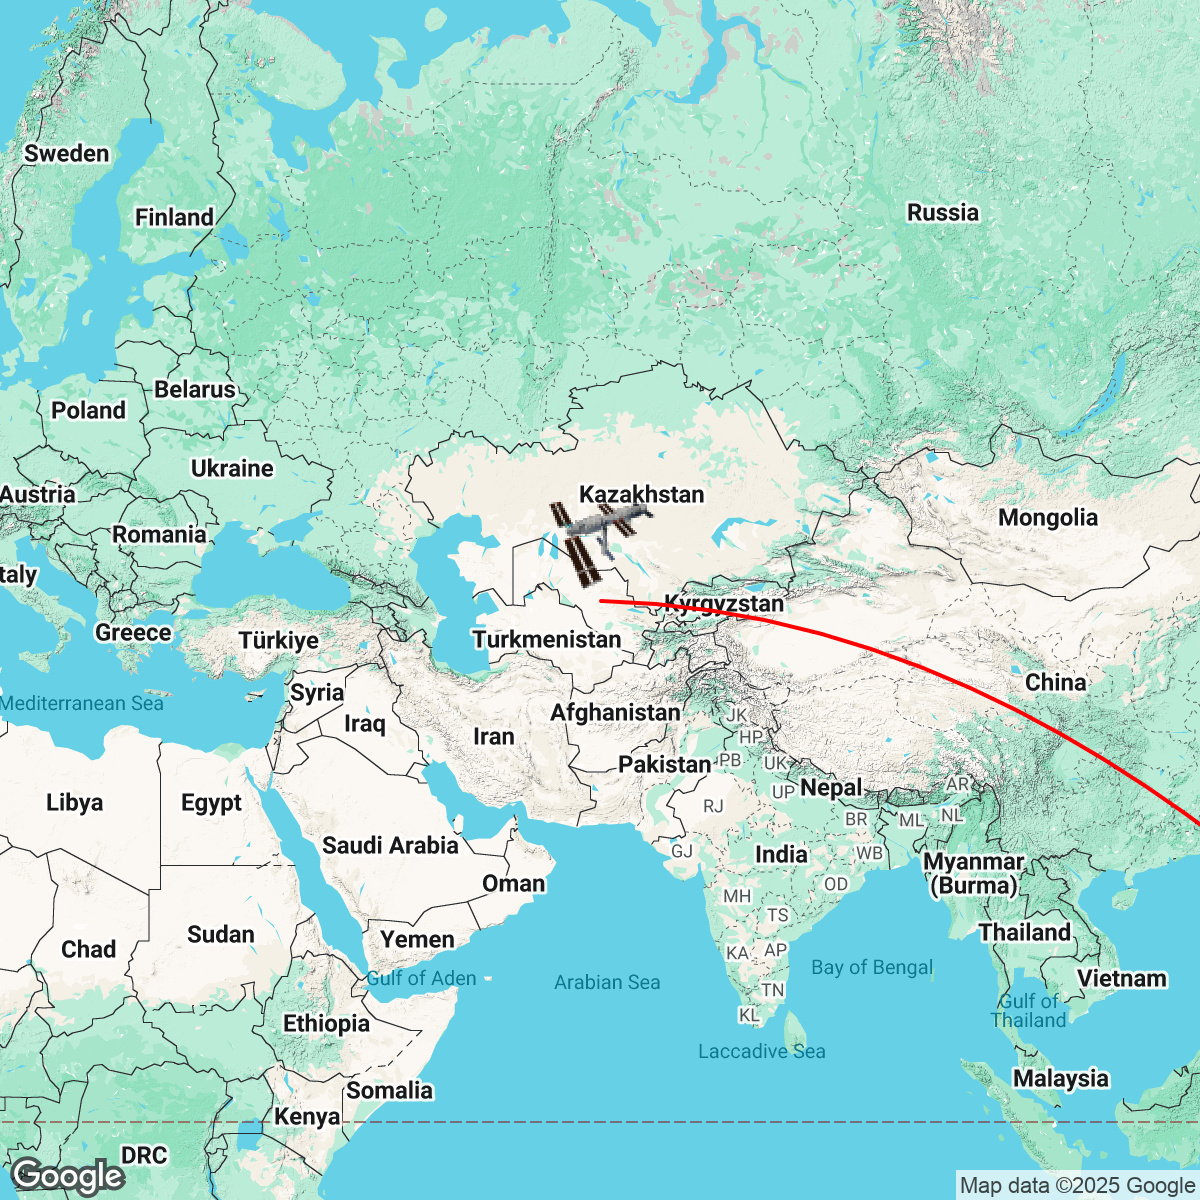 Sweden
Finland
Russia
Belarus
Poland
Ukraine
Austria
Kazakhstan
Mongolia
Romania
taly
Kyrgyzstan
Greece
Türkiye
Turkmenistan
Mediterranean Sea
Syria
China
Iraq
Afghanistan
JK
Iran
HP
Pakistan
PB
UK
Libya
Egypt
UP
Nepal
AR
RJ
BR
ML
NL
Saudi Arabia
GJ
India
WB
Myanmar
(Burma)
Oman
OD
MH
TS
Sudan
Yemen
Thailand
Chad
KA
AP
Gulf of Aden
Arabian Sea
Bay of Bengal
Vietnam
TN
Gulf of
Thailand
Ethiopia
KL
Laccadive Sea
Somalia
Malaysia
Kenya
DRC
Google
Map data ©2025 Google